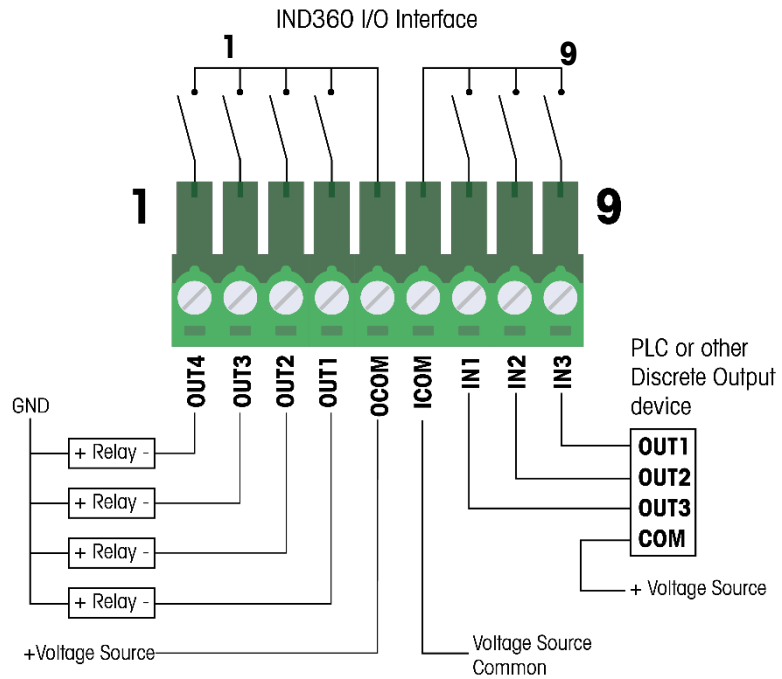 IND360 I/O Interface
1
9
1
9
OUT4
OUT3
OUT2
OUT1
OCOM
ICOM
IN1
IN2
IN3
PLC or other
Discrete Output
device
OUT1
OUT2
OUT3
COM
+ Voltage Source
GND
+ Relay -
+ Relay -
+ Relay -
+ Relay -
+Voltage Source
Voltage Source
Common